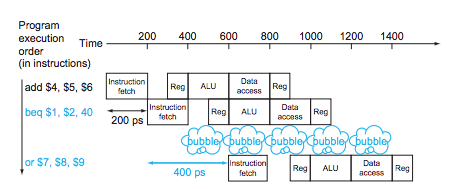 Program
execution
order
(in instructions)
Time
200 400 600 800 1000 1200 1400
add $4, $5, $6
Instruction
fetch
Reg
ALU
Data
access
Reg
beq $1, $2, 40
200 ps
Instruction
fetch
Reg
ALU
Data
access
Reg
bubble bubble bubble bubble bubble
or $7, $8, $9
400 ps
Instruction
fetch
Reg
ALU
Data
access
Reg